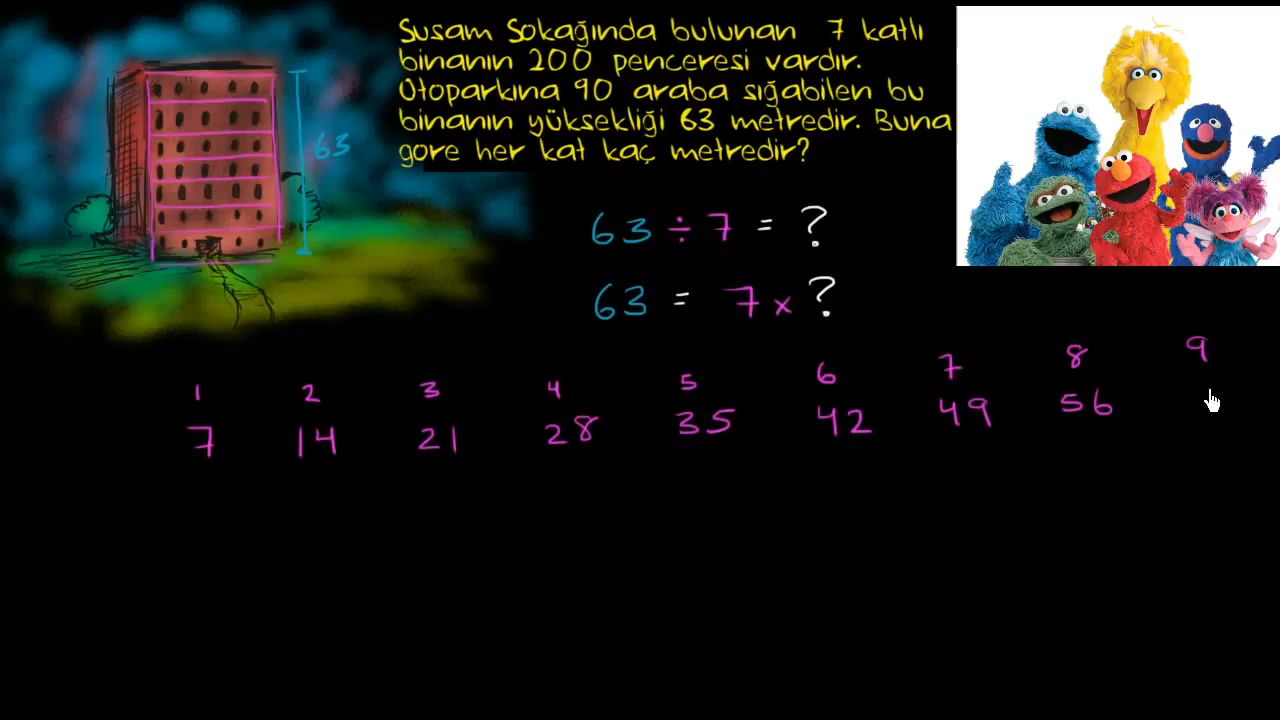 Susam Sokağında bulunan 7 katlı
binanın 200 penceresi vardır.
Otoparkına 90 araba sığabilen bu
binanın yüksekliği 63 metredir. Buna
gore her kat kaç metredir?
63
63 ÷ 7 = ?
63 = 7 x ?
1 2 3 4 5 6 7 8 9
7 14 21 28 35 42 49 56